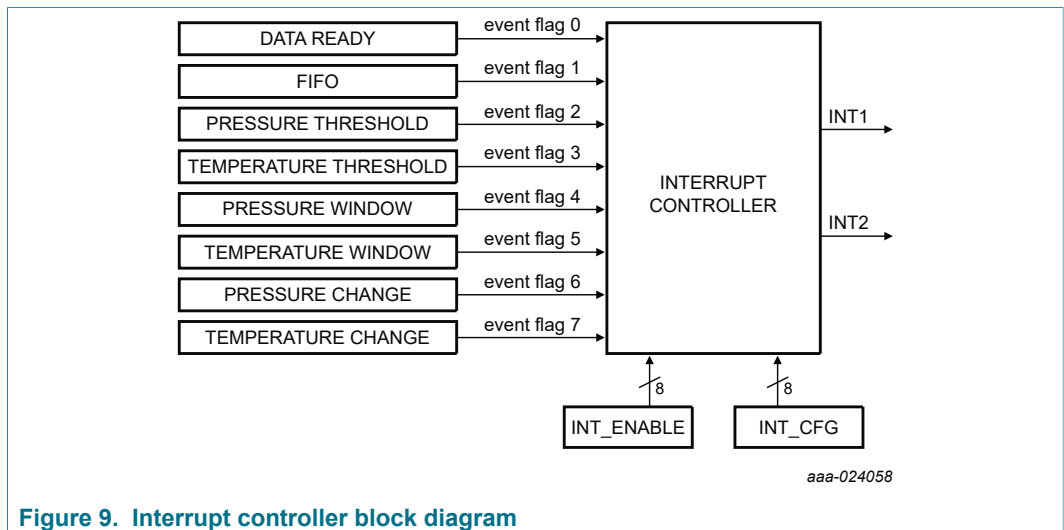 DATA READY
event flag 0
FIFO
event flag 1
PRESSURE THRESHOLD
event flag 2
TEMPERATURE THRESHOLD
event flag 3
PRESSURE WINDOW
event flag 4
TEMPERATURE WINDOW
event flag 5
PRESSURE CHANGE
event flag 6
TEMPERATURE CHANGE
event flag 7
INTERRUPT
CONTROLLER
INT1
INT2
8
8
INT_ENABLE
INT_CFG
aaa-024058
Figure 9. Interrupt controller block diagram